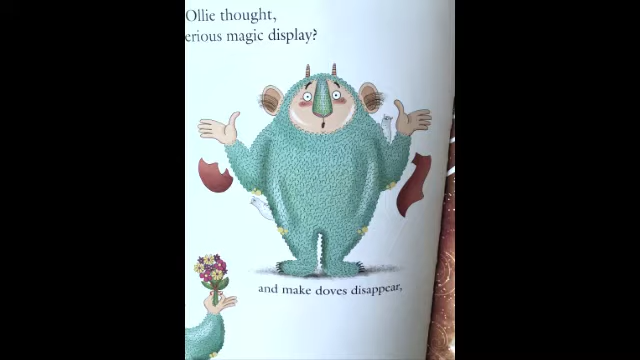 Ollie thought,
erious magic display?
and make doves disappear,